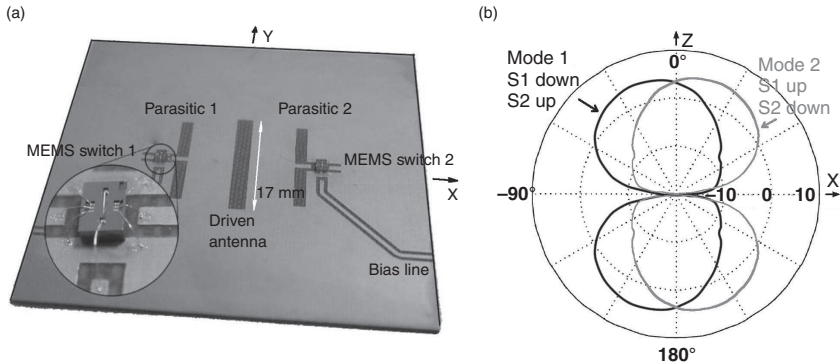 (a)
Y
Parasitic 1
Parasitic 2
MEMS switch 1
MEMS switch 2
X
17 mm
Driven
antenna
Bias line
(b)
Mode 1
S1 down
S2 up
Z
0°
Mode 2
S1 up
S2 down
X
–90°
–10
0
10
180°